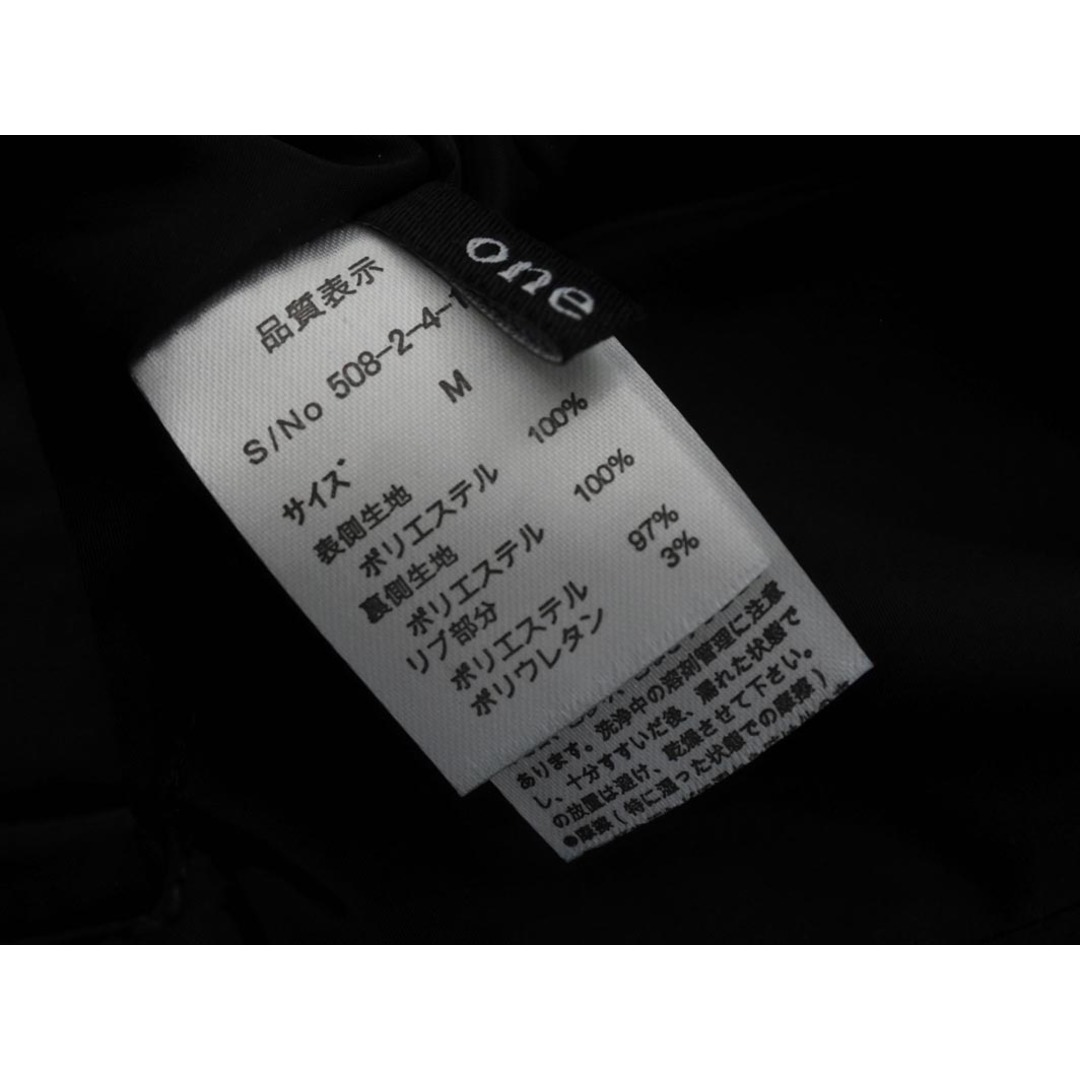 one
品質表示
S/No 508-2-4-1
サイズ M
表側生地
ポリエステル 100%
裏側生地
ポリエステル 100%
リブ部分
ポリエステル 97%
ポリウレタン 3%
あります。洗浄中の溶剤管理に注意
し、十分すすいだ後、濡れた状態で
の放置は避け、乾燥させて下さい。
●摩擦(特に湿った状態での摩擦)